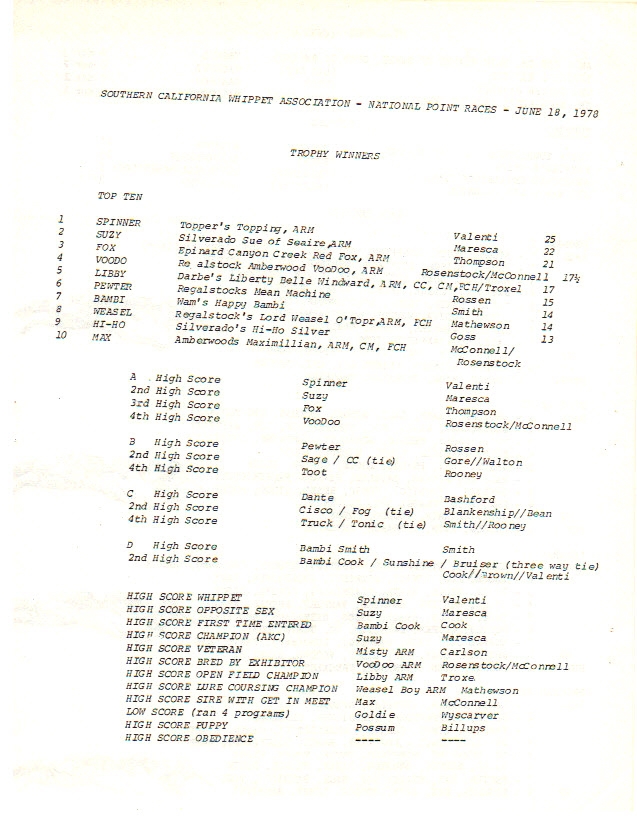 SOUTHERN CALIFORNIA WHIPPET ASSOCIATION - NATIONAL POINT RACES - JUNE 18, 1978
TROPHY WINNERS
TOP TEN
1 SPINNER Topper's Topping, ARM Valenti 25
2 SUZY Silverado Sue of Seaire,ARM Maresca 22
3 FOX Epinard Canyon Creek Red Fox, ARM Thompson 21
4 VOODO Re alstock Amberwood VooDoo, ARM Rosenstock/McConnell 17½
5 LIBBY Darbe's Liberty Belle Windward, ARM, CC, CM,FCH/Troxel 17
6 PEWTER Regalstocks Mean Machine Rossen 15
7 BAMBI Wam's Happy Bambi Smith 14
8 WEASEL Regalstock's Lord Weasel O'Topr,ARM, FCH Mathewson 14
9 HI-HO Silverado's Hi-Ho Silver Goss 13
10 MAX Amberwoods Maximillian, ARM, CM, FCH McConnell/
Rosenstock
A High Score Spinner Valenti
2nd High Score Suzy Maresca
3rd High Score Fox Thompson
4th High Score VooDoo Rosenstock/McConnell
B High Score Pewter Rossen
2nd High Score Sage / CC (tie) Gore//Walton
4th High Score Toot Rooney
C High Score Dante Bashford
2nd High Score Cisco / Fog (tie) Blankenship//Bean
4th High Score Truck / Tonic (tie) Smith//Rooney
D High Score Bambi Smith Smith
2nd High Score Bambi Cook / Sunshine / Bruiser (three way tie)
Cook//Brown//Valenti
HIGH SCORE WHIPPET Spinner Valenti
HIGH SCORE OPPOSITE SEX Suzy Maresca
HIGH SCORE FIRST TIME ENTERED Bambi Cook Cook
HIGH SCORE CHAMPION (AKC) Suzy Maresca
HIGH SCORE VETERAN Misty ARM Carlson
HIGH SCORE BRED BY EXHIBITOR VooDoo ARM Rosenstock/McConnell
HIGH SCORE OPEN FIELD CHAMPION Libby ARM Troxe
HIGH SCORE LURE COURSING CHAMPION Weasel Boy ARM Mathewson
HIGH SCORE SIRE WITH GET IN MEET Max McConnell
LOW SCORE (ran 4 programs) Goldie Wyscarver
HIGH SCORE PUPPY Possum Billups
HIGH SCORE OBEDIENCE ---- ----